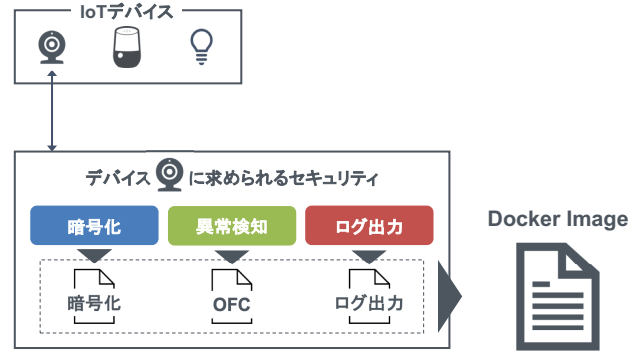 IoTデバイス
デバイス に求められるセキュリティ
暗号化
異常検知
ログ出力
暗号化
OFC
ログ出力
Docker Image